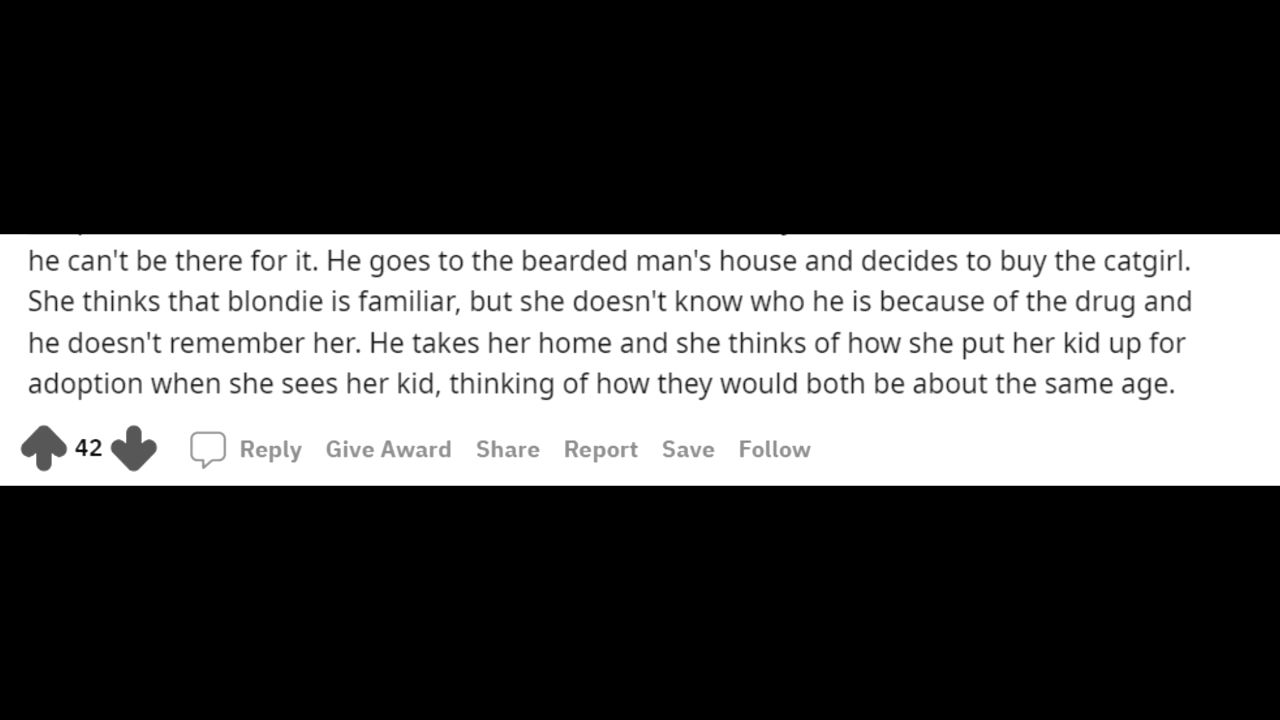 he can't be there for it. He goes to the bearded man's house and decides to buy the catgirl.
She thinks that blondie is familiar, but she doesn't know who he is because of the drug and
he doesn't remember her. He takes her home and she thinks of how she put her kid up for
adoption when she sees her kid, thinking of how they would both be about the same age.
42 Reply Give Award Share Report Save Follow